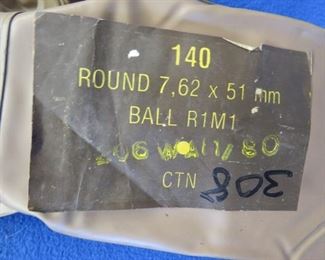 140
ROUND 7,62 x 51 mm
BALL R1M1
CTN 308